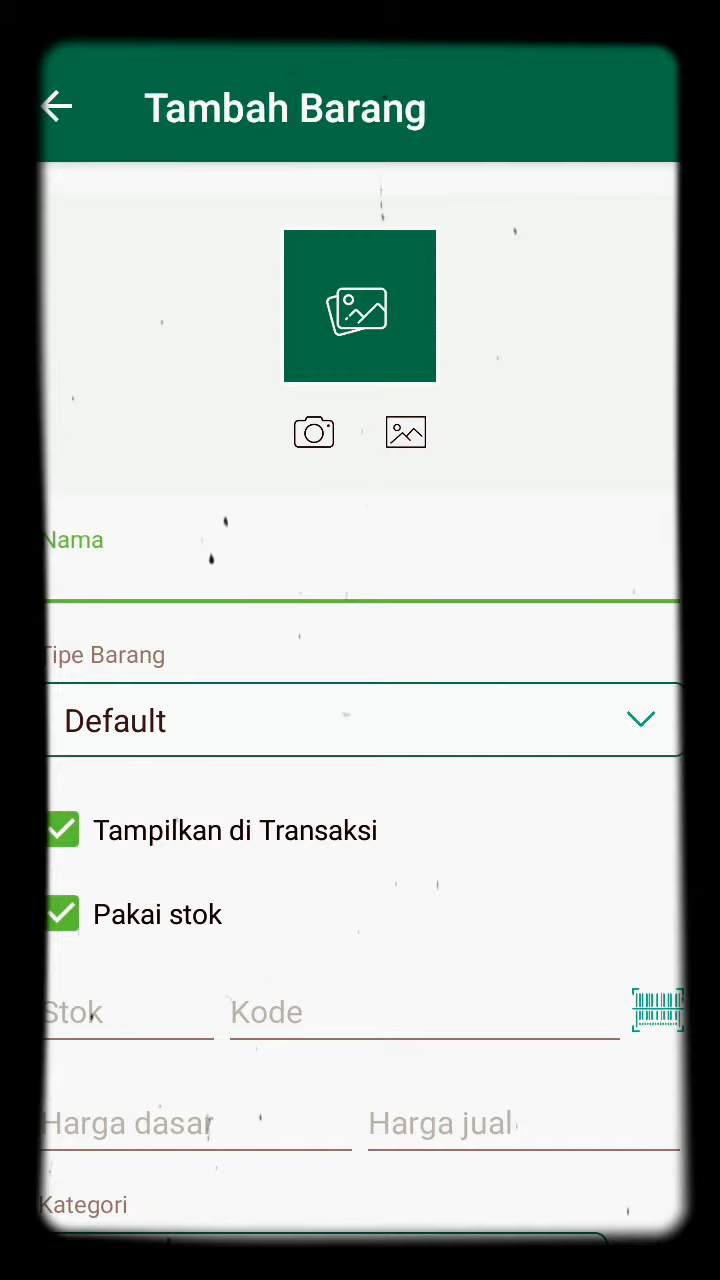 Tambah Barang
Nama
Tipe Barang
Default
Tampilkan di Transaksi
Pakai stok
Stok Kode
Harga dasar Harga jual
Kategori